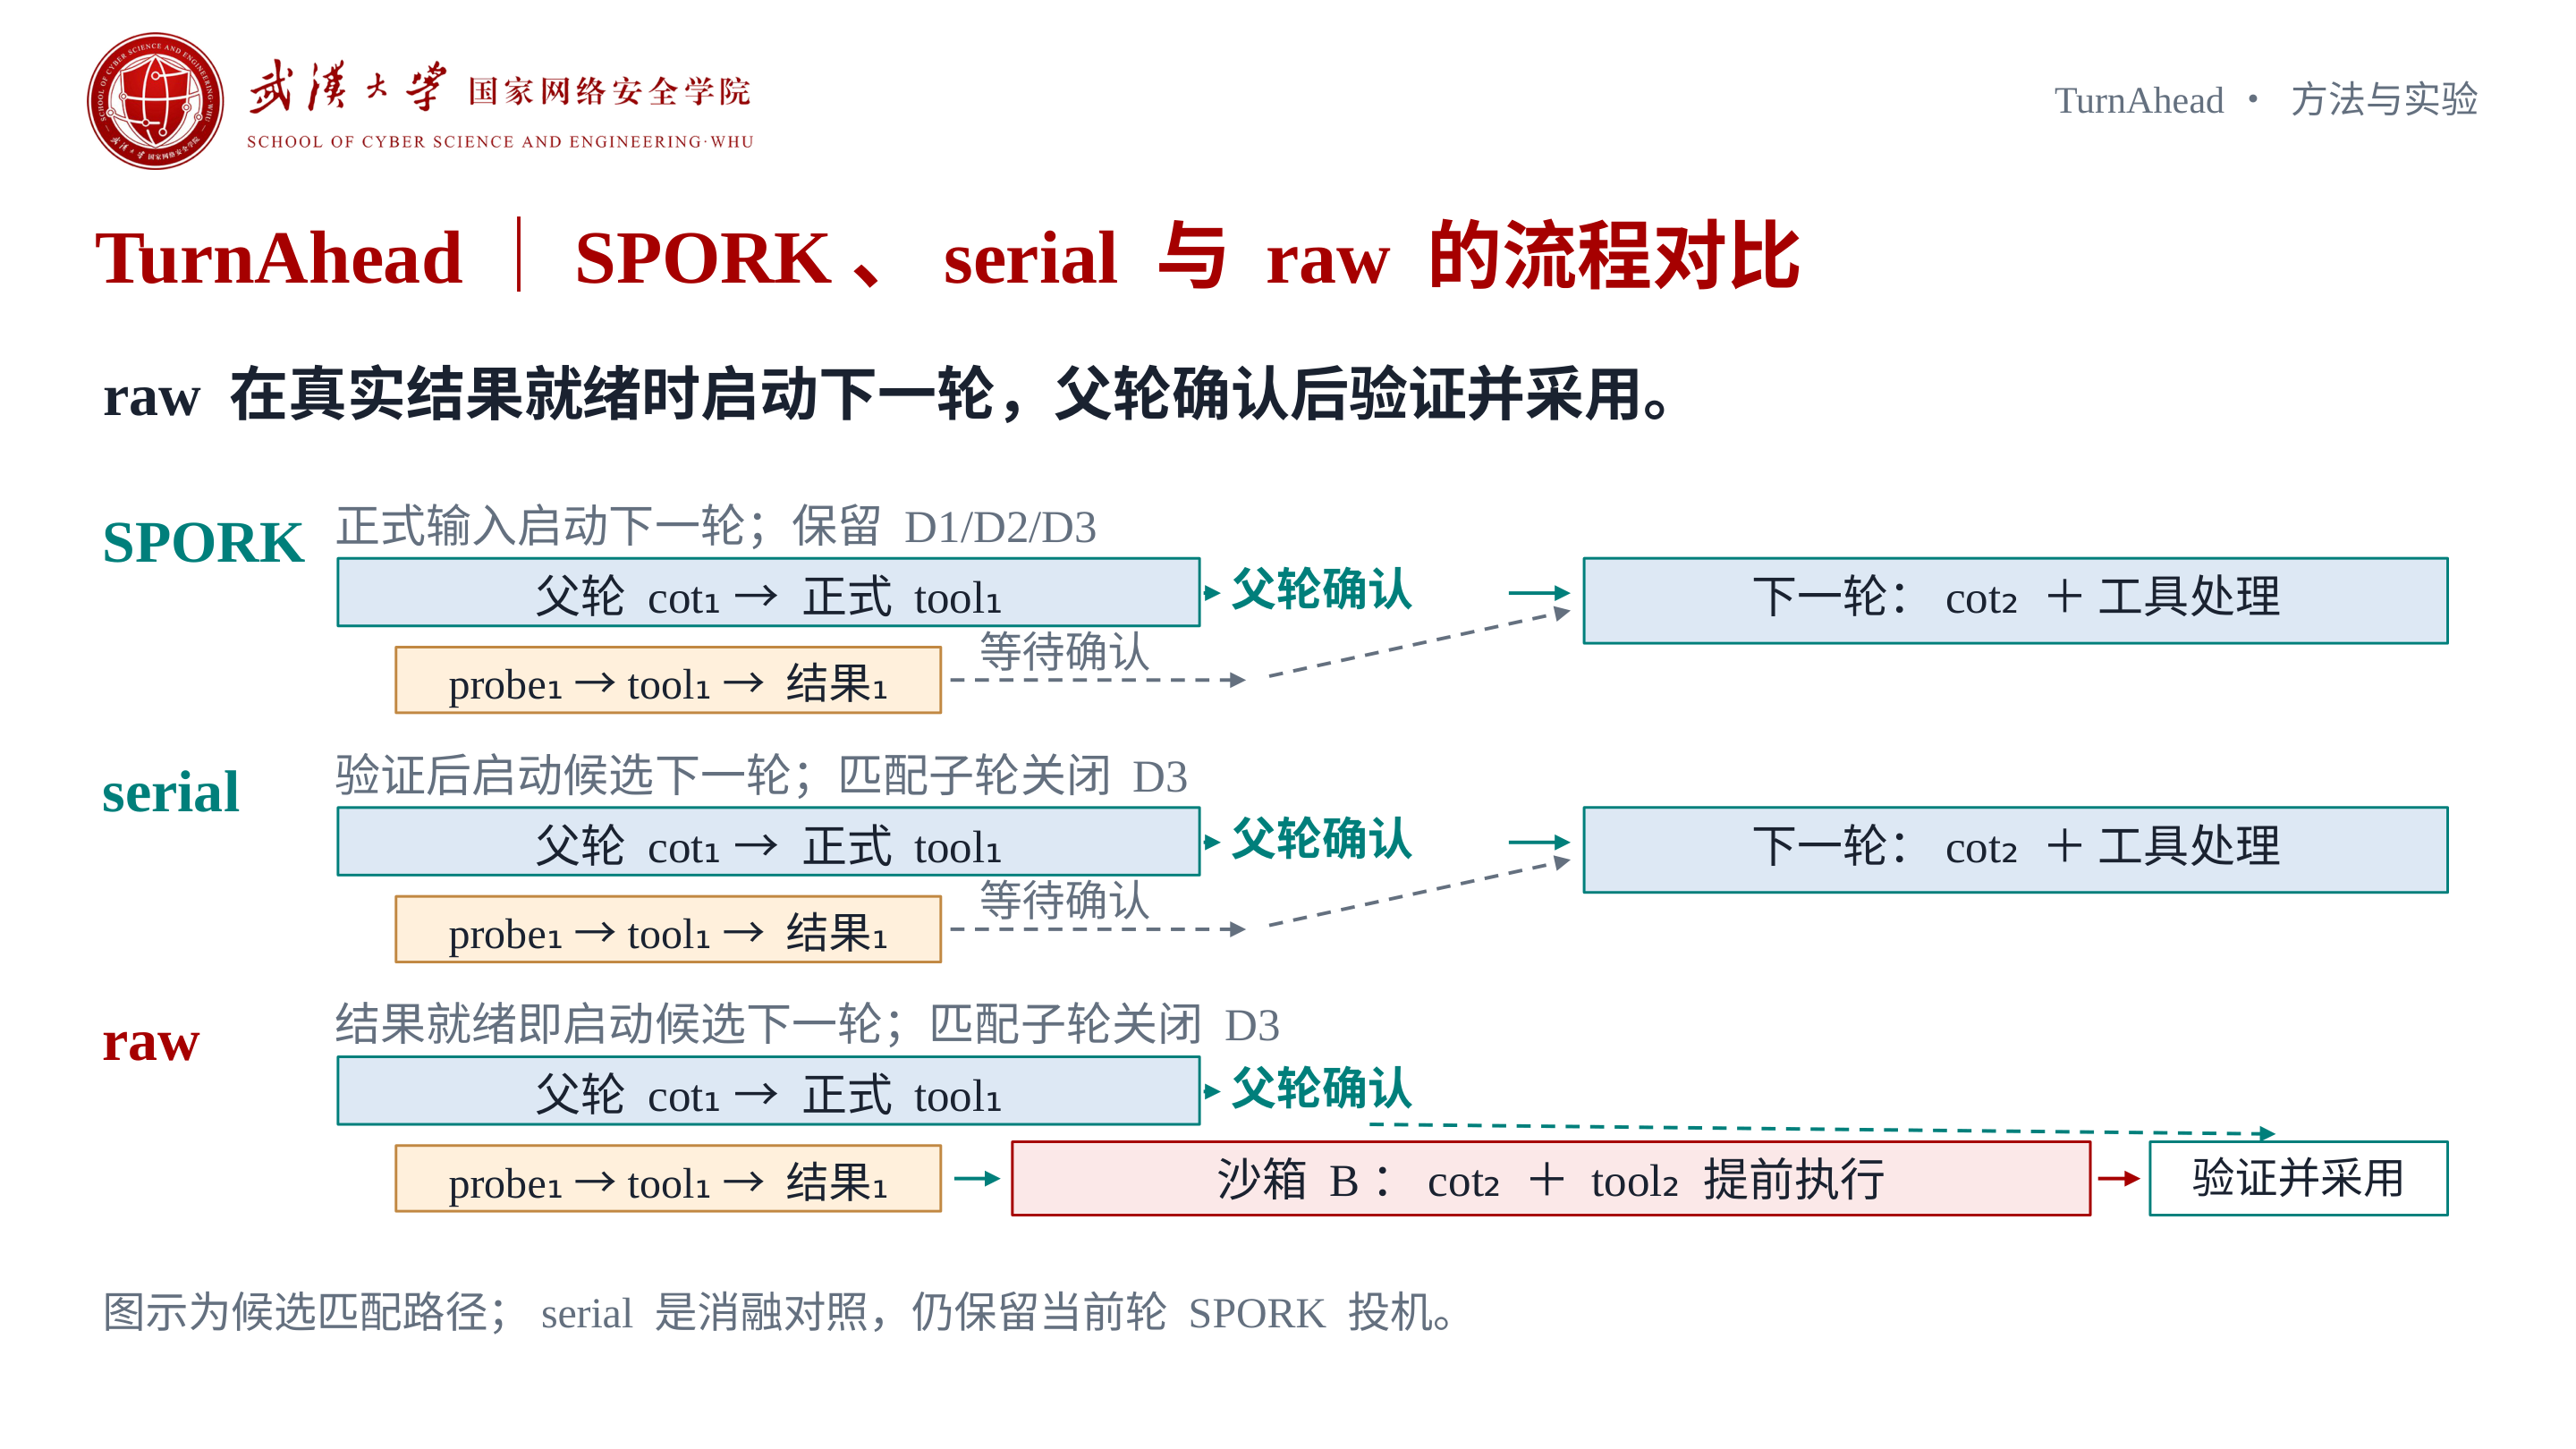 武漢大学 国家网络安全学院
SCHOOL OF CYBER SCIENCE AND ENGINEERING·WHU
TurnAhead · 方法与实验
TurnAhead｜SPORK、serial 与 raw 的流程对比
raw 在真实结果就绪时启动下一轮，父轮确认后验证并采用。
SPORK
正式输入启动下一轮；保留 D1/D2/D3
父轮 cot₁ → 正式 tool₁
父轮确认
下一轮：cot₂ ＋工具处理
probe₁ → tool₁ → 结果₁
等待确认
serial
验证后启动候选下一轮；匹配子轮关闭 D3
父轮 cot₁ → 正式 tool₁
父轮确认
下一轮：cot₂ ＋工具处理
probe₁ → tool₁ → 结果₁
等待确认
raw
结果就绪即启动候选下一轮；匹配子轮关闭 D3
父轮 cot₁ → 正式 tool₁
父轮确认
probe₁ → tool₁ → 结果₁
沙箱 B：cot₂ ＋ tool₂ 提前执行
验证并采用
图示为候选匹配路径；serial 是消融对照，仍保留当前轮 SPORK 投机。